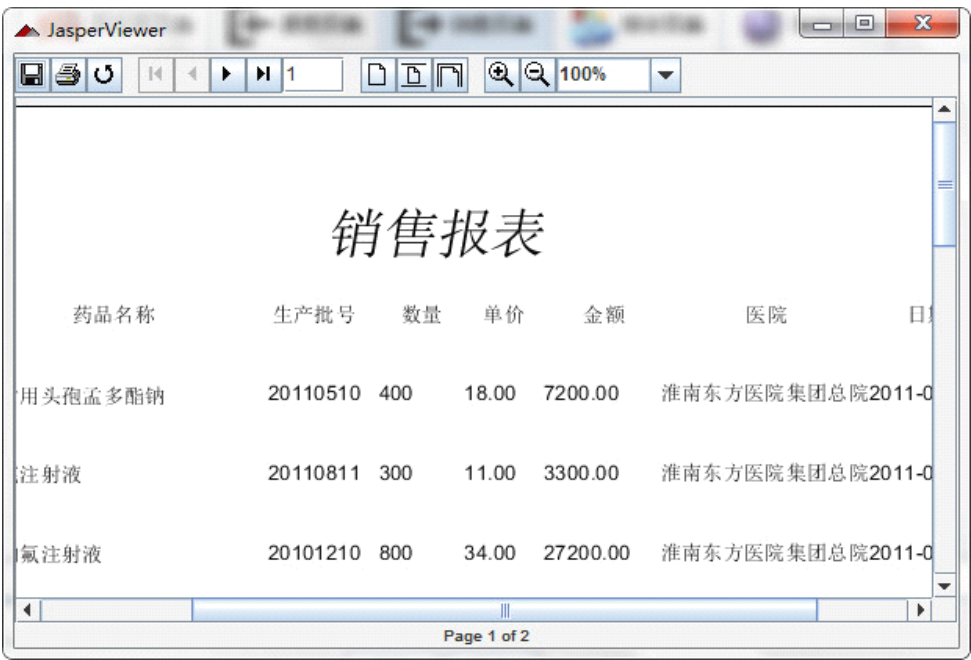 JasperViewer
1 100%
销售报表
药品名称 生产批号 数量 单价 金额 医院 日
用头孢孟多酯钠 20110510 400 18.00 7200.00 淮南东方医院集团总院2011-0
注射液 20110811 300 11.00 3300.00 淮南东方医院集团总院2011-0
氟注射液 20101210 800 34.00 27200.00 淮南东方医院集团总院2011-0
Page 1 of 2